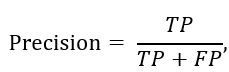 Precision = TP / TP + FP,